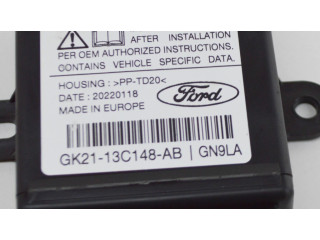 AFTER INSTALLATION
PER OEM AUTHORIZED INSTRUCTIONS.
CONTAINS VEHICLE SPECIFIC DATA.
HOUSING : >PP-TD20<
DATE : 20220118
MADE IN EUROPE
Ford
GK21-13C148-AB | GN9LA